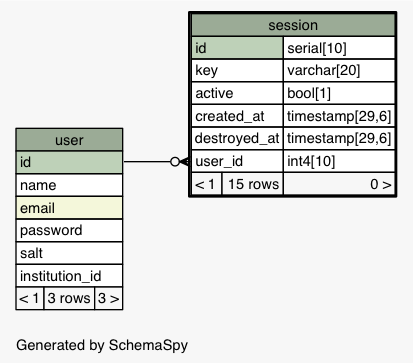 session
id serial[10]
key varchar[20]
active bool[1]
created_at timestamp[29,6]
destroyed_at timestamp[29,6]
user_id int4[10]
< 1 15 rows 0 >
user
id
name
email
password
salt
institution_id
< 1 3 rows 3 >
Generated by SchemaSpy